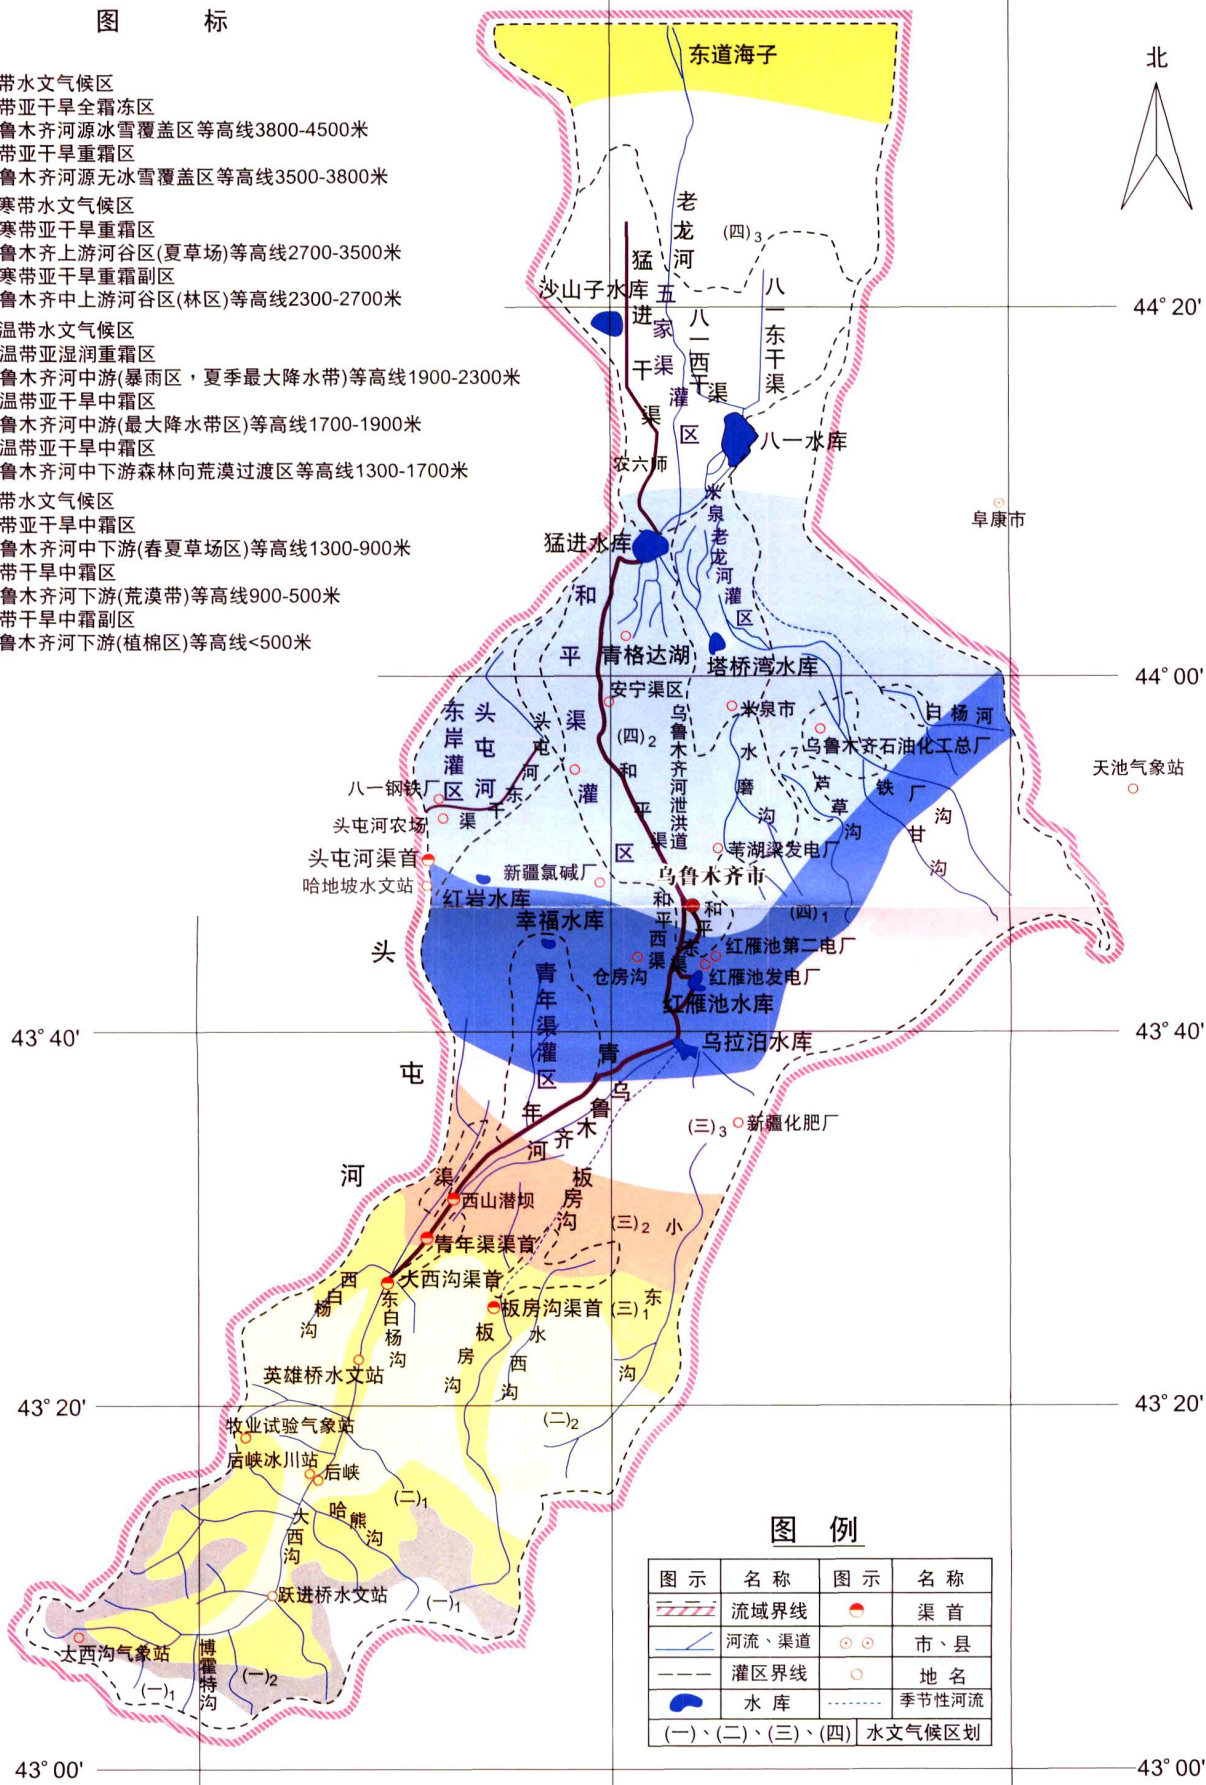 图 标
带水文气候区
带亚干旱全霜冻区
鲁木齐河源冰雪覆盖区等高线3800-4500米
带亚干旱重霜区
鲁木齐河源无冰雪覆盖区等高线3500-3800米
寒带水文气候区
寒带亚干旱重霜区
鲁木齐上游河谷区(夏草场)等高线2700-3500米
寒带亚干旱重霜副区
鲁木齐中上游河谷区(林区)等高线2300-2700米
温带水文气候区
温带亚湿润重霜区
鲁木齐河中游(暴雨区，夏季最大降水带)等高线1900-2300米
温带亚干旱中霜区
鲁木齐河中游(最大降水带区)等高线1700-1900米
温带亚干旱中霜区
鲁木齐河中下游森林向荒漠过渡区等高线1300-1700米
带水文气候区
带亚干旱中霜区
鲁木齐河中下游(春夏草场区)等高线1300-900米
带干旱中霜区
鲁木齐河下游(荒漠带)等高线900-500米
带干旱中霜副区
鲁木齐河下游(植棉区)等高线<500米
北
东道海子
老龙河
(四)3
猛进干渠
沙山子水库
五家渠灌区
八一西干渠
八一东干渠
44°20'
八一水库
农六师
阜康市
米泉老龙河灌区
猛进水库
和平渠灌区
青格达湖
塔桥湾水库
44°00'
安宁渠区
米泉市
白杨河
头屯河东岸灌区
头屯河东干渠
(四)2
和平渠
乌鲁木齐河泄洪道
水磨沟
乌鲁木齐石油化工总厂
芦草沟
铁厂沟
甘沟
天池气象站
八一钢铁厂
头屯河农场
头屯河渠首
哈地坡水文站
苇湖梁发电厂
新疆氯碱厂
乌鲁木齐市
红岩水库
幸福水库
和平西渠
和平东渠
(四)1
红雁池第二电厂
仓房沟
红雁池发电厂
红雁池水库
青年渠灌区
43°40'
乌拉泊水库
43°40'
头屯河
青年渠
乌鲁木齐河
(三)3
新疆化肥厂
板房沟
西山潜坝
(三)2
小东沟
青年渠渠首
大西沟渠首
西白杨沟
东白杨沟
板房沟渠首
(三)1
板房沟
水西沟
英雄桥水文站
43°20'
43°20'
(二)2
牧业试验气象站
后峡冰川站
后峡
(二)1
哈熊沟
大西沟
跃进桥水文站
(一)1
大西沟气象站
博霍特沟
(一)1
(一)2
43°00'
43°00'
图 例
图示 名称 图示 名称
流域界线 渠首
河流、渠道 市、县
灌区界线 地名
水库 季节性河流
(一)、(二)、(三)、(四) 水文气候区划